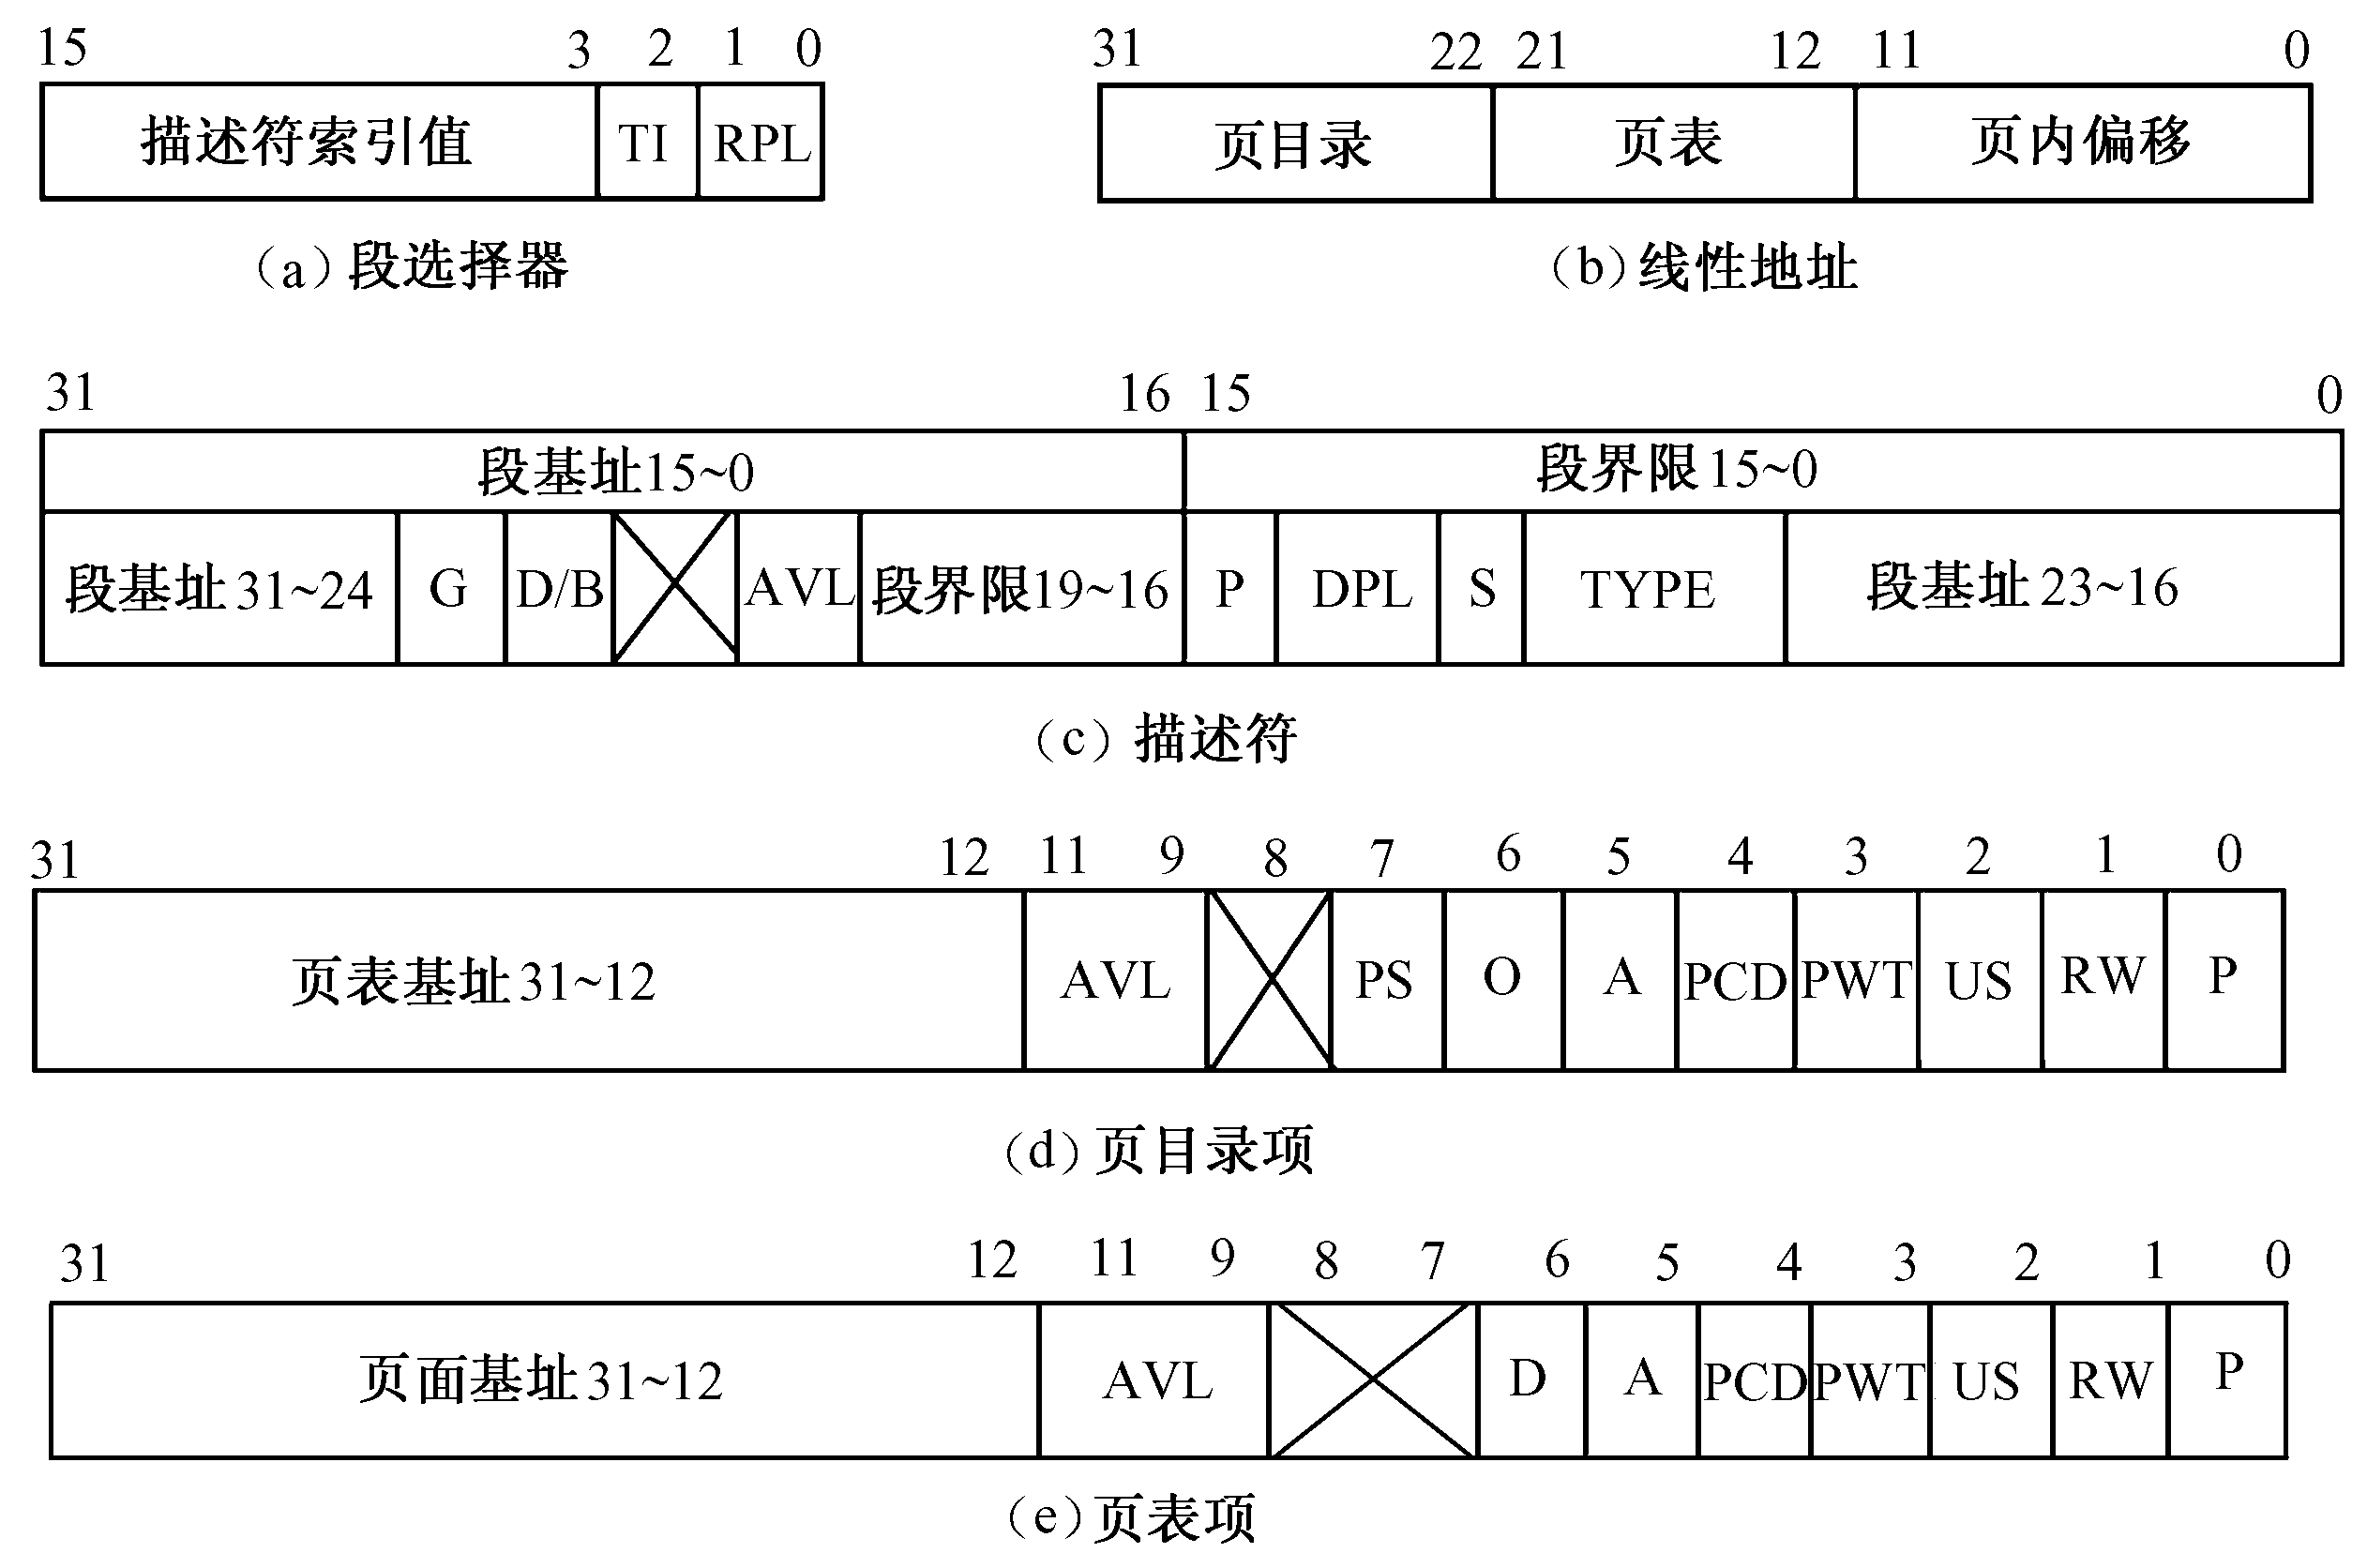 15 3 2 1 0
描述符索引值 TI RPL
(a)段选择器
31 22 21 12 11 0
页目录 页表 页内偏移
(b)线性地址
31 16 15 0
段基址15~0 段界限15~0
段基址31~24 G D/B AVL 段界限19~16 P DPL S TYPE 段基址23~16
(c)描述符
31 12 11 9 8 7 6 5 4 3 2 1 0
页表基址31~12 AVL PS O A PCD PWT US RW P
(d)页目录项
31 12 11 9 8 7 6 5 4 3 2 1 0
页面基址31~12 AVL D A PCD PWT US RW P
(e)页表项